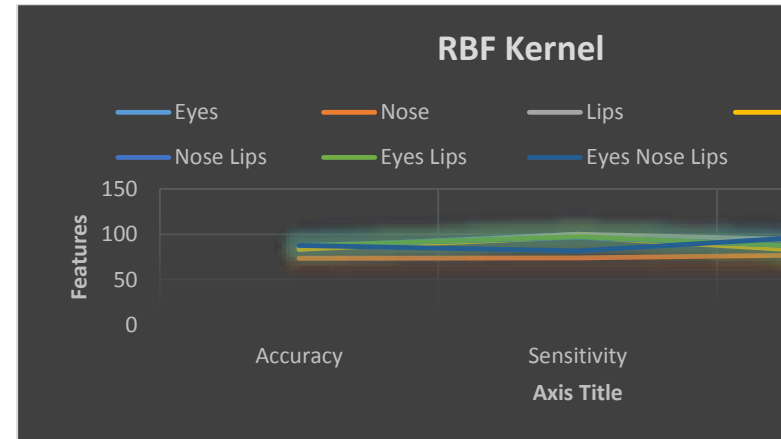 RBF Kernel
Eyes Nose Lips
Nose Lips Eyes Lips Eyes Nose Lips
150
100
50
0
Features
Accuracy Sensitivity
Axis Title